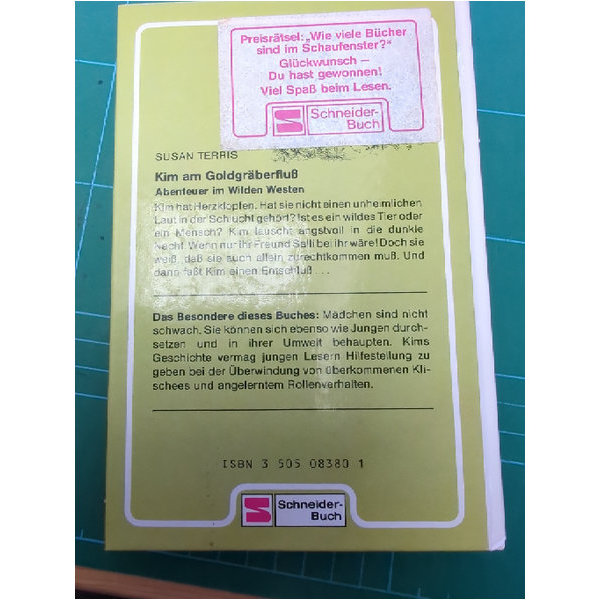 Preisrätsel: „Wie viele Bücher
sind im Schaufenster?“
Glückwunsch –
Du hast gewonnen!
Viel Spaß beim Lesen.
Schneider-
Buch
SUSAN TERRIS
Kim am Goldgräberfluß
Abenteuer im Wilden Westen
Kim hat Herzklopfen. Hat sie nicht einen unheimlichen
Laut in der Schlucht gehört? Ist es ein wildes Tier oder
ein Mensch? Kim lauscht angstvoll in die dunkle
Nacht. Wenn nur ihr Freund Salli bei ihr wäre! Doch sie
weiß, daß sie auch allein zurechtkommen muß. Und
dann faßt Kim einen Entschluß ...
Das Besondere dieses Buches: Mädchen sind nicht
schwach. Sie können sich ebenso wie Jungen durch-
setzen und in ihrer Umwelt behaupten. Kims
Geschichte vermag jungen Lesern Hilfestellung zu
geben bei der Überwindung von überkommenen Kli-
schees und angelerntem Rollenverhalten.
ISBN 3 505 08380 1
Schneider-
Buch